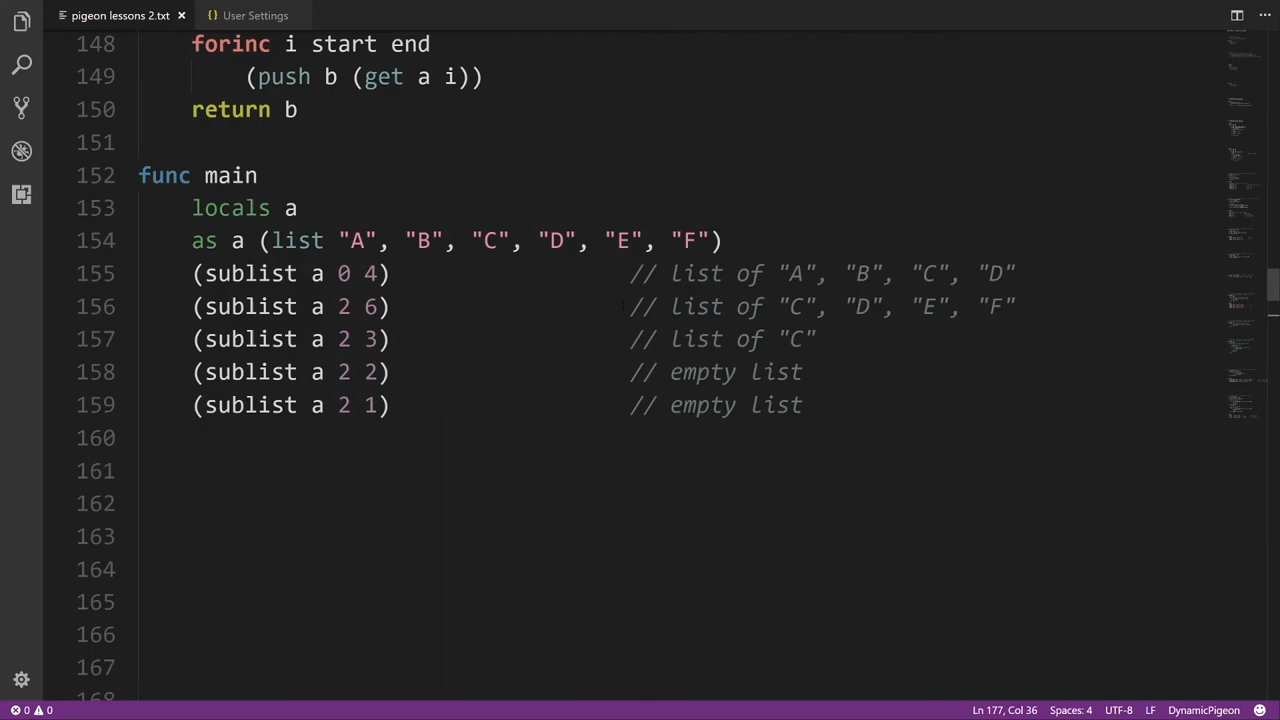 pigeon lessons 2.txt × {} User Settings
148 forinc i start end
149 (push b (get a i))
150 return b
151
152 func main
153 locals a
154 as a (list "A", "B", "C", "D", "E", "F")
155 (sublist a 0 4) // list of "A", "B", "C", "D"
156 (sublist a 2 6) // list of "C", "D", "E", "F"
157 (sublist a 2 3) // list of "C"
158 (sublist a 2 2) // empty list
159 (sublist a 2 1) // empty list
160
161
162
163
164
165
166
167
168
0 0 Ln 177, Col 36 Spaces: 4 UTF-8 LF DynamicPigeon